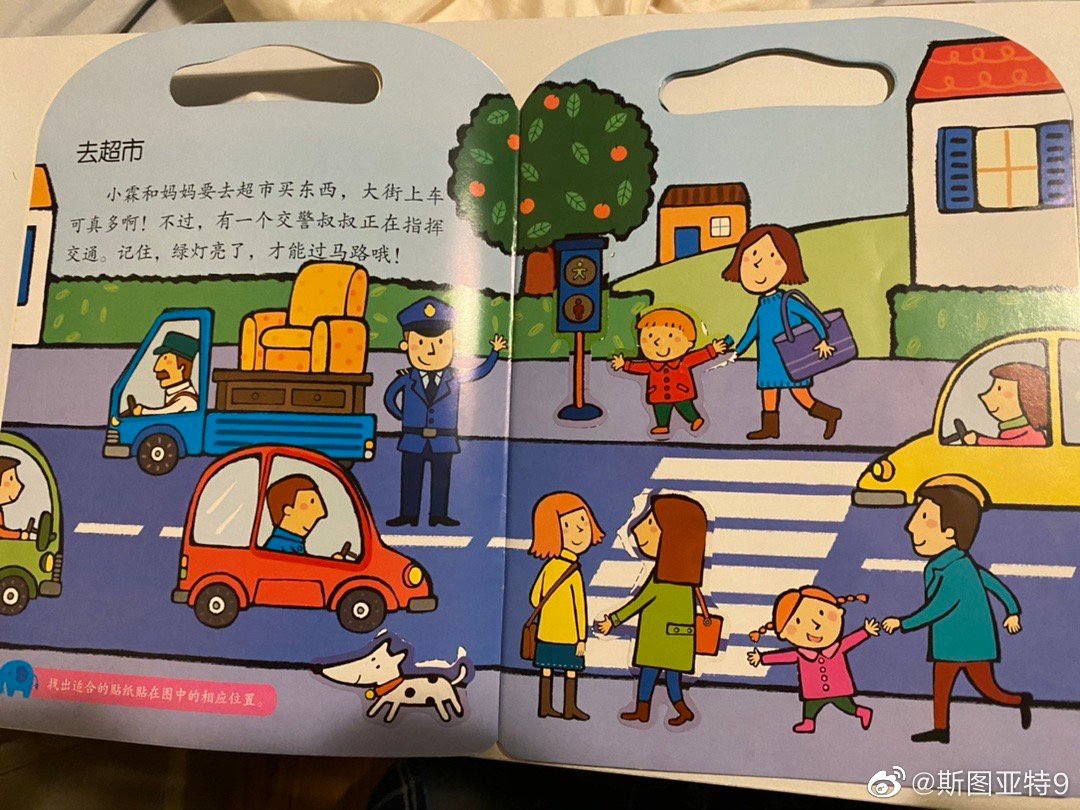 去超市
小霖和妈妈要去超市买东西，大街上车
可真多啊！不过，有一个交警叔叔正在指挥
交通。记住，绿灯亮了，才能过马路哦！
找出适合的贴纸贴在图中的相应位置。
@斯图亚特9